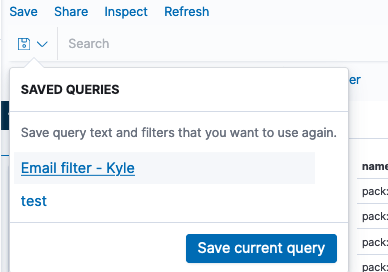 Save Share Inspect Refresh
Search
SAVED QUERIES
er
Save query text and filters that you want to use again.
name
Email filter - Kyle
pack:
test
pack:
pack:
Save current query
pack: